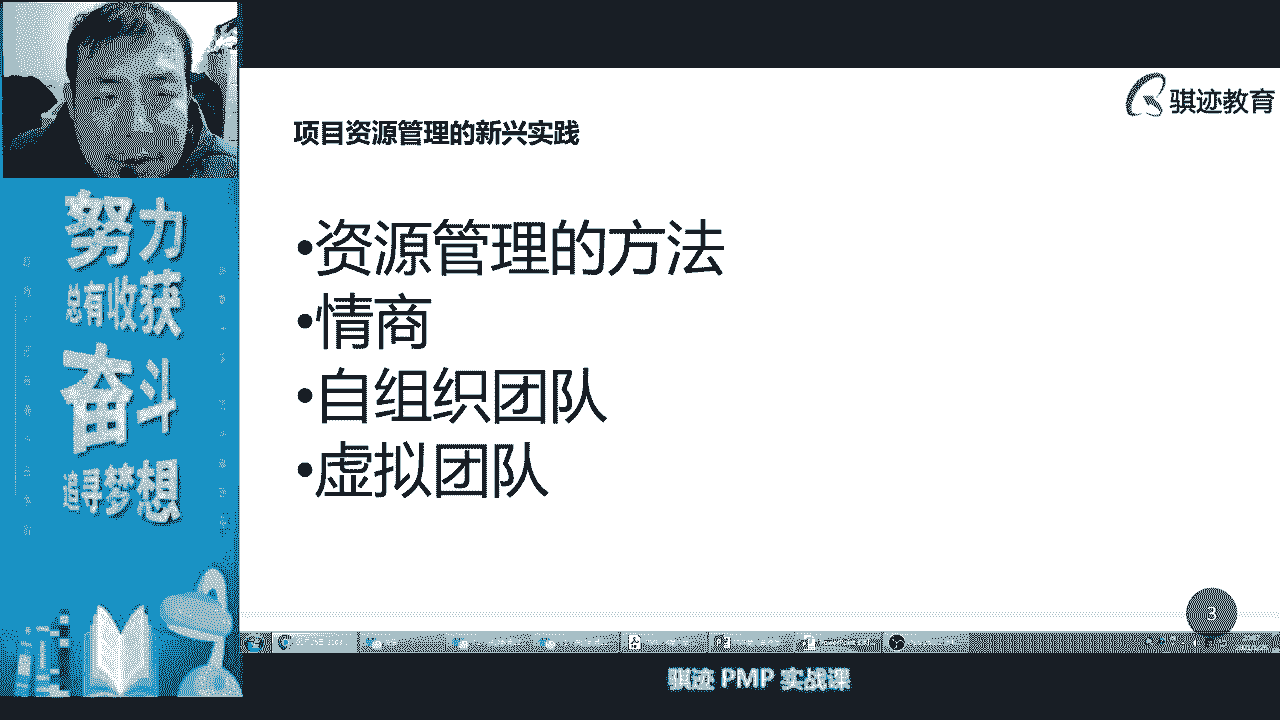 骐迹教育
项目资源管理的新兴实践
•资源管理的方法
•情商
•自组织团队
•虚拟团队
努力
总有收获
奋斗
追寻梦想
3
骐迹 PMP 实战课